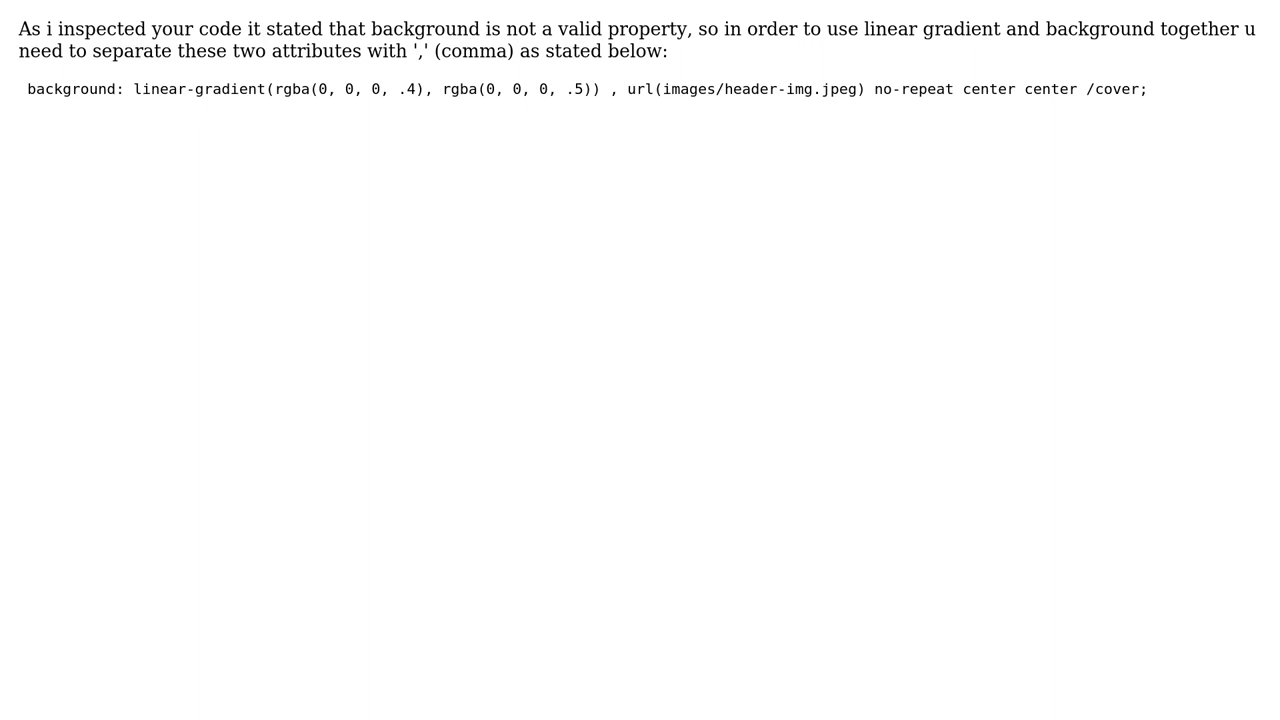 As i inspected your code it stated that background is not a valid property, so in order to use linear gradient and background together u
need to separate these two attributes with ',' (comma) as stated below:
background: linear-gradient(rgba(0, 0, 0, .4), rgba(0, 0, 0, .5)) , url(images/header-img.jpeg) no-repeat center center /cover;